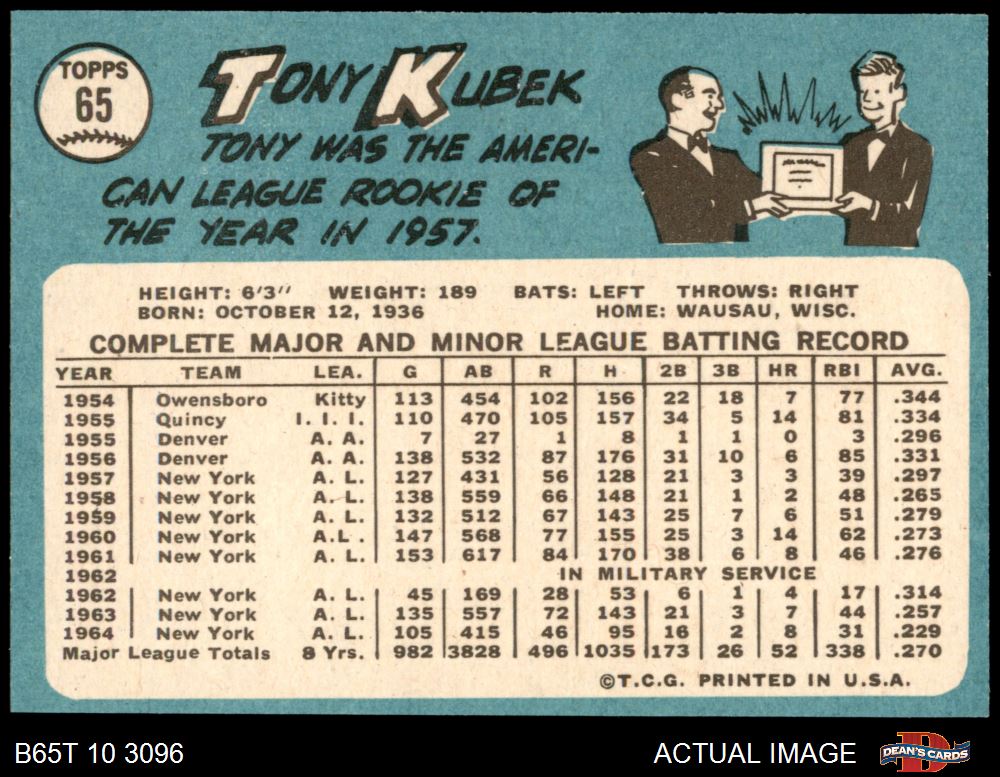 TOPPS
65
TONY KUBEK
TONY WAS THE AMERI-
CAN LEAGUE ROOKIE OF
THE YEAR IN 1957.
HEIGHT: 6'3" WEIGHT: 189 BATS: LEFT THROWS: RIGHT
BORN: OCTOBER 12, 1936 HOME: WAUSAU, WISC.
COMPLETE MAJOR AND MINOR LEAGUE BATTING RECORD
YEAR TEAM LEA. G AB R H 2B 3B HR RBI AVG.
1954 Owensboro Kitty 113 454 102 156 22 18 7 77 .344
1955 Quincy I. I. I. 110 470 105 157 34 5 14 81 .334
1955 Denver A. A. 7 27 1 8 1 1 0 3 .296
1956 Denver A. A. 138 532 87 176 31 10 6 85 .331
1957 New York A. L. 127 431 56 128 21 3 3 39 .297
1958 New York A. L. 138 559 66 148 21 1 2 48 .265
1959 New York A. L. 132 512 67 143 25 7 6 51 .279
1960 New York A.L . 147 568 77 155 25 3 14 62 .273
1961 New York A. L. 153 617 84 170 38 6 8 46 .276
1962 IN MILITARY SERVICE
1962 New York A. L. 45 169 28 53 6 1 4 17 .314
1963 New York A. L. 135 557 72 143 21 3 7 44 .257
1964 New York A. L. 105 415 46 95 16 2 8 31 .229
Major League Totals 8 Yrs. 982 3828 496 1035 173 26 52 338 .270
©T.C.G. PRINTED IN U.S.A.
B65T 10 3096 ACTUAL IMAGE DEAN'S CARDS